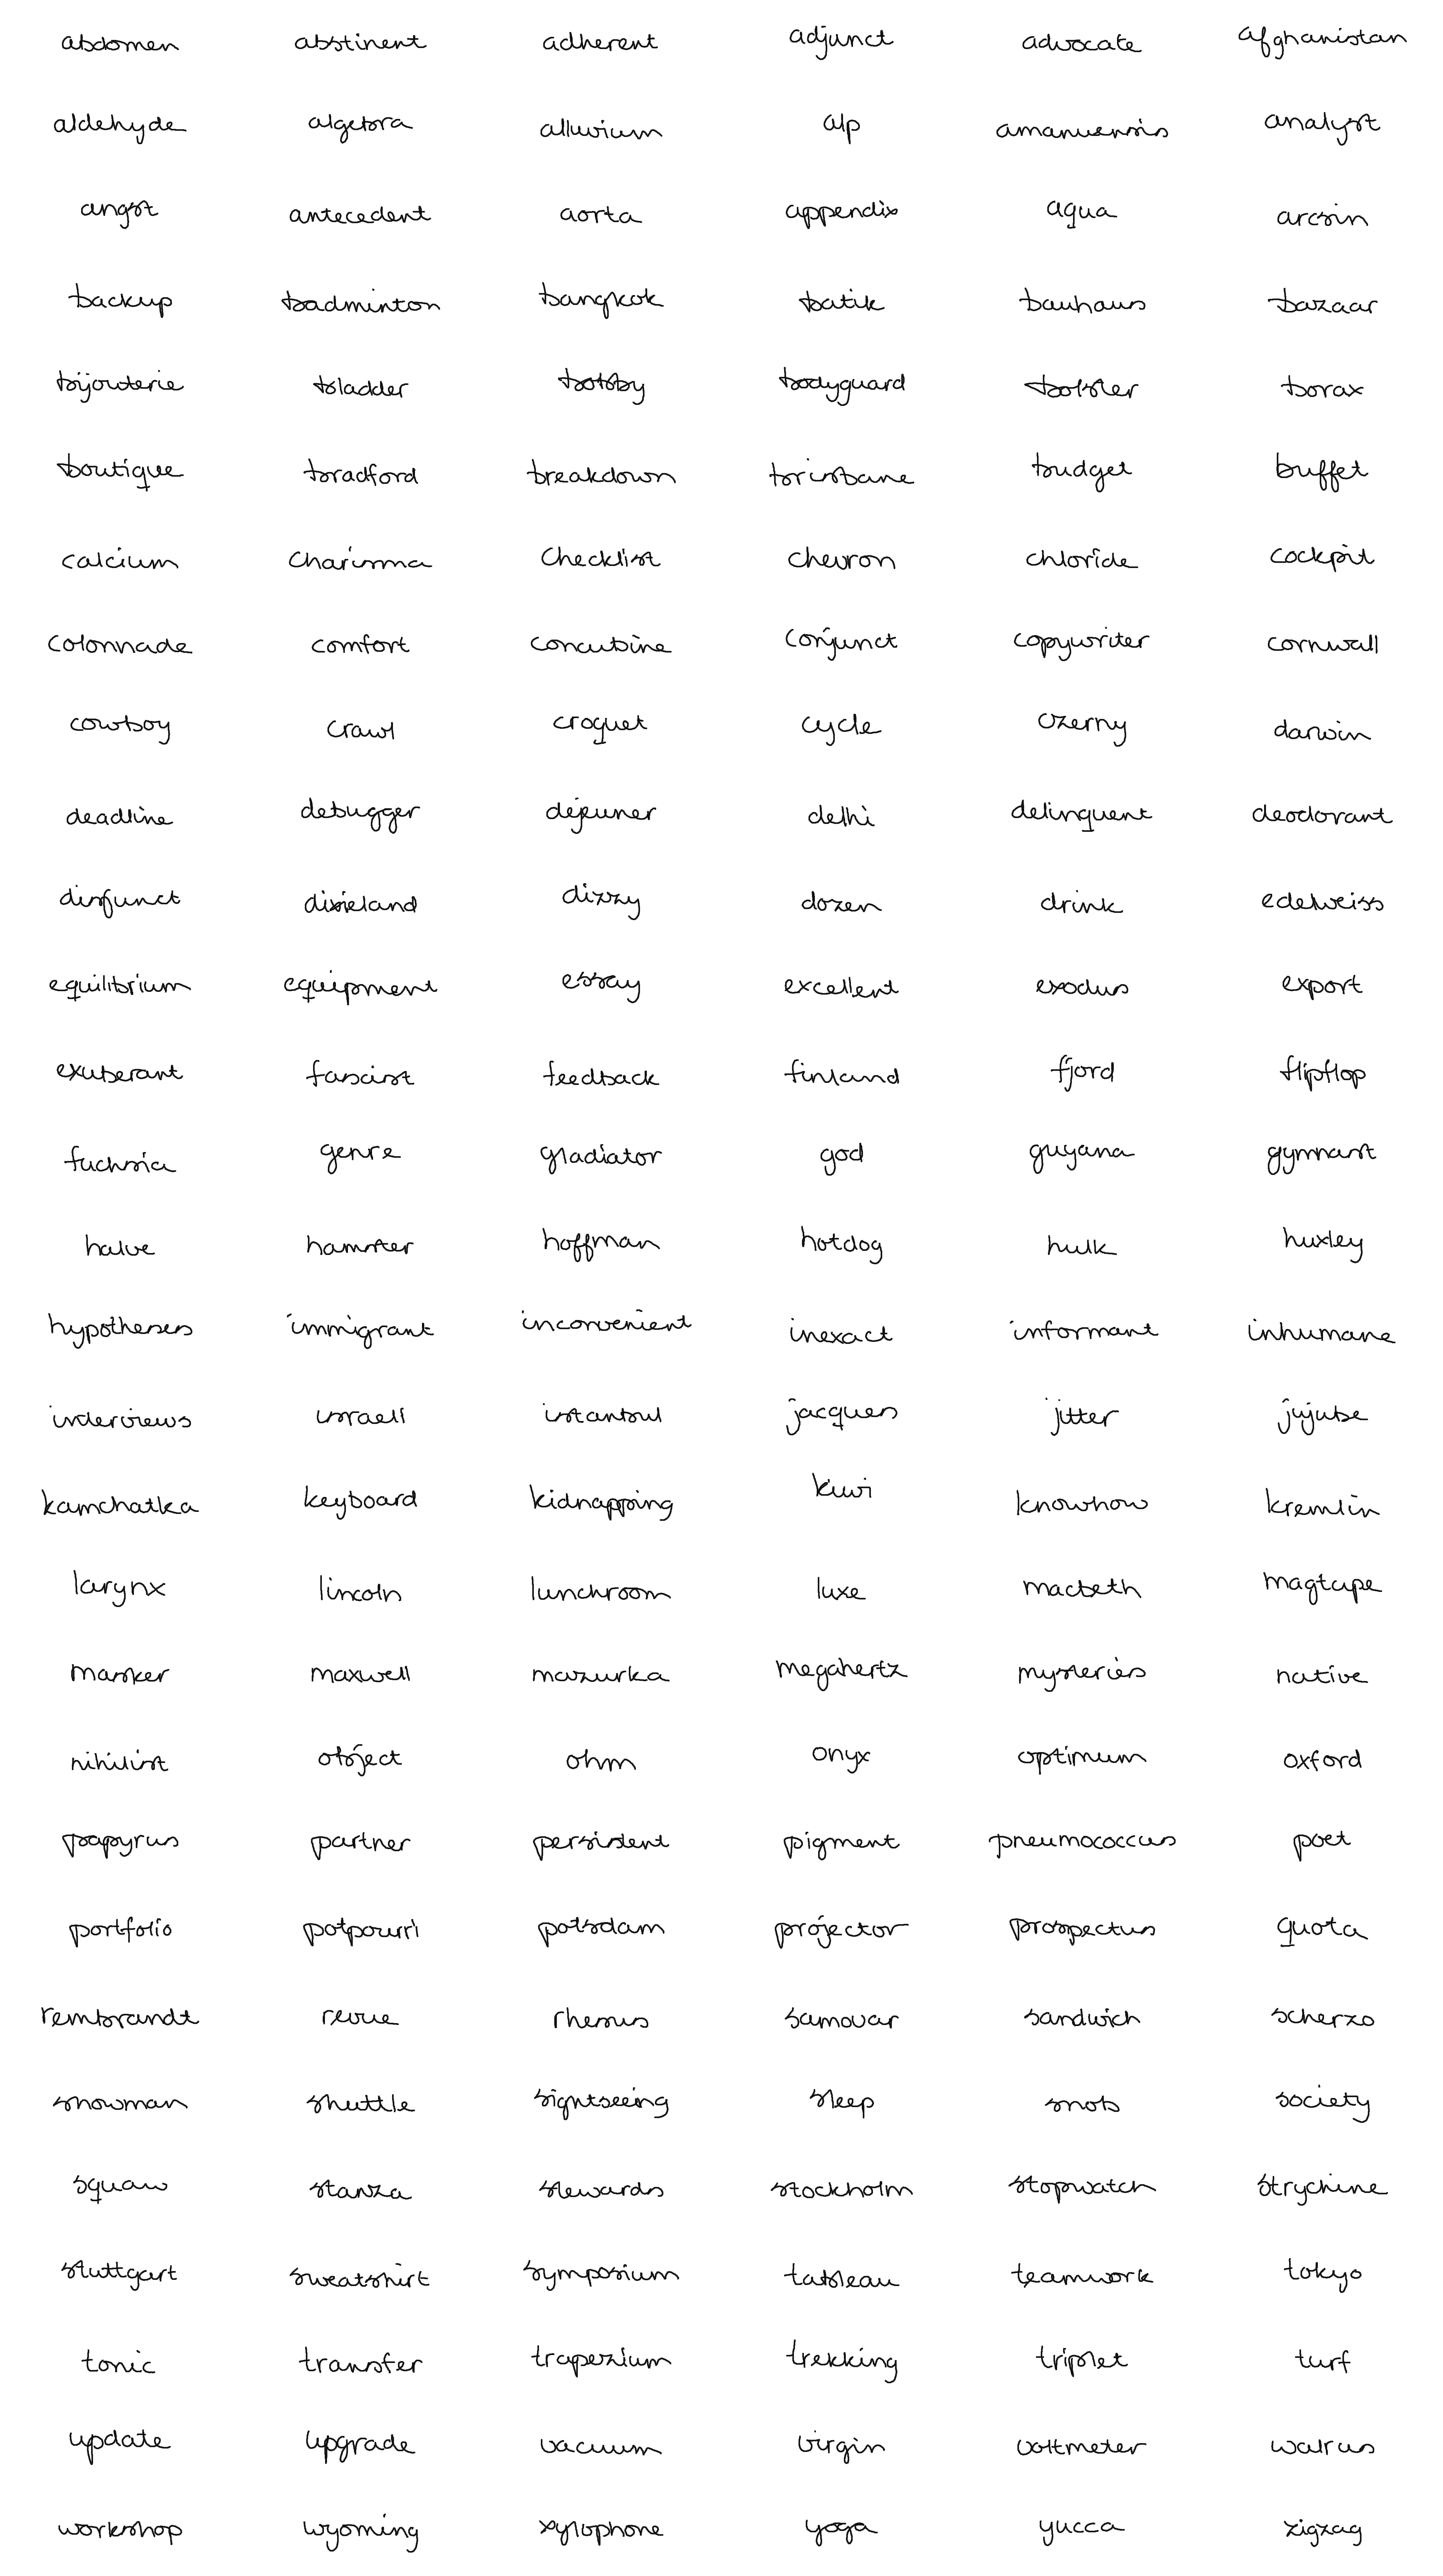 abdomen abstinent adherent adjunct advocate afghanistan
aldehyde algebra alluvium alp amanuensis analyst
angst antecedent aorta appendix aqua arcsin
backup badminton bangkok batik bauhaus bazaar
bijouterie bladder bobby bodyguard bolster borax
boutique bradford breakdown brisbane budget buffet
calcium charisma checklist chevron chloride cockpit
colonnade comfort concubine conjunct copywriter cornwall
cowboy crawl croquet cycle czerny darwin
deadline debugger dejeuner delhi delinquent deodorant
disjunct dixieland dizzy dozen drink edelweiss
equilibrium equipment essay excellent exodus export
exuberant fascist feedback finland fjord flipflop
fuchsia genre gladiator god guyana gymnast
halve hamster hoffman hotdog hulk huxley
hypotheses immigrant inconvenient inexact informant inhumane
interviews israeli istanbul jacques jitter jujube
kamchatka keyboard kidnapping kiwi knowhow kremlin
larynx lincoln lunchroom luxe macbeth magtape
masker maxwell mazurka megahertz mysteries native
nihilist object ohm onyx optimum oxford
papyrus partner persistent pigment pneumococcus poet
portfolio potpourri potsdam projector prospectus quota
rembrandt revue rhesus samovar sandwich scherzo
showman shuttle sightseeing sleep snob society
squaw stanza stewards stockholm stopwatch strychine
stuttgart sweatshirt symposium tableau teamwork tokyo
tonic transfer trapezium trekking triplet turf
update upgrade vacuum virgin voltmeter walrus
workshop wyoming xylophone yoga yucca zigzag